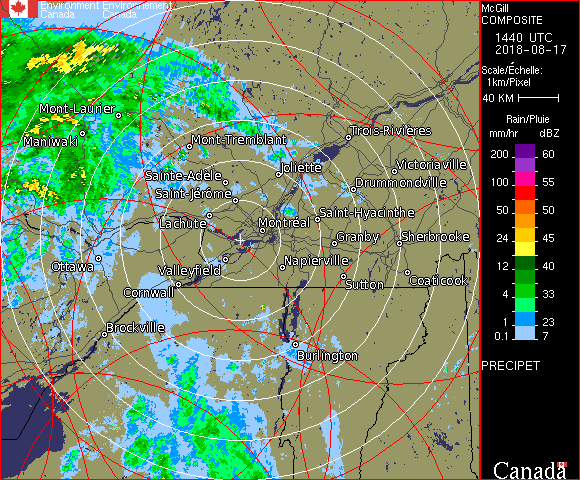 Environment Environnement
Canada Canada
McGill
COMPOSITE
1440 UTC
2018-08-17
Scale/Échelle:
1km/Pixel
40 KM
Rain/Pluie
mm/hr dBZ
200 60
100 55
50 50
24 45
12 40
4 33
1 23
0.1 7
PRECIPET
Canada
Mont-Laurier
Maniwaki
Mont-Tremblant
Trois-Rivières
Sainte-Adèle
Joliette
Victoriaville
Drummondville
Saint-Jérôme
Lachute
Saint-Hyacinthe
Montréal
Granby
Sherbrooke
Ottawa
Valleyfield
Napierville
Sutton
Coaticook
Cornwall
Brockville
Burlington